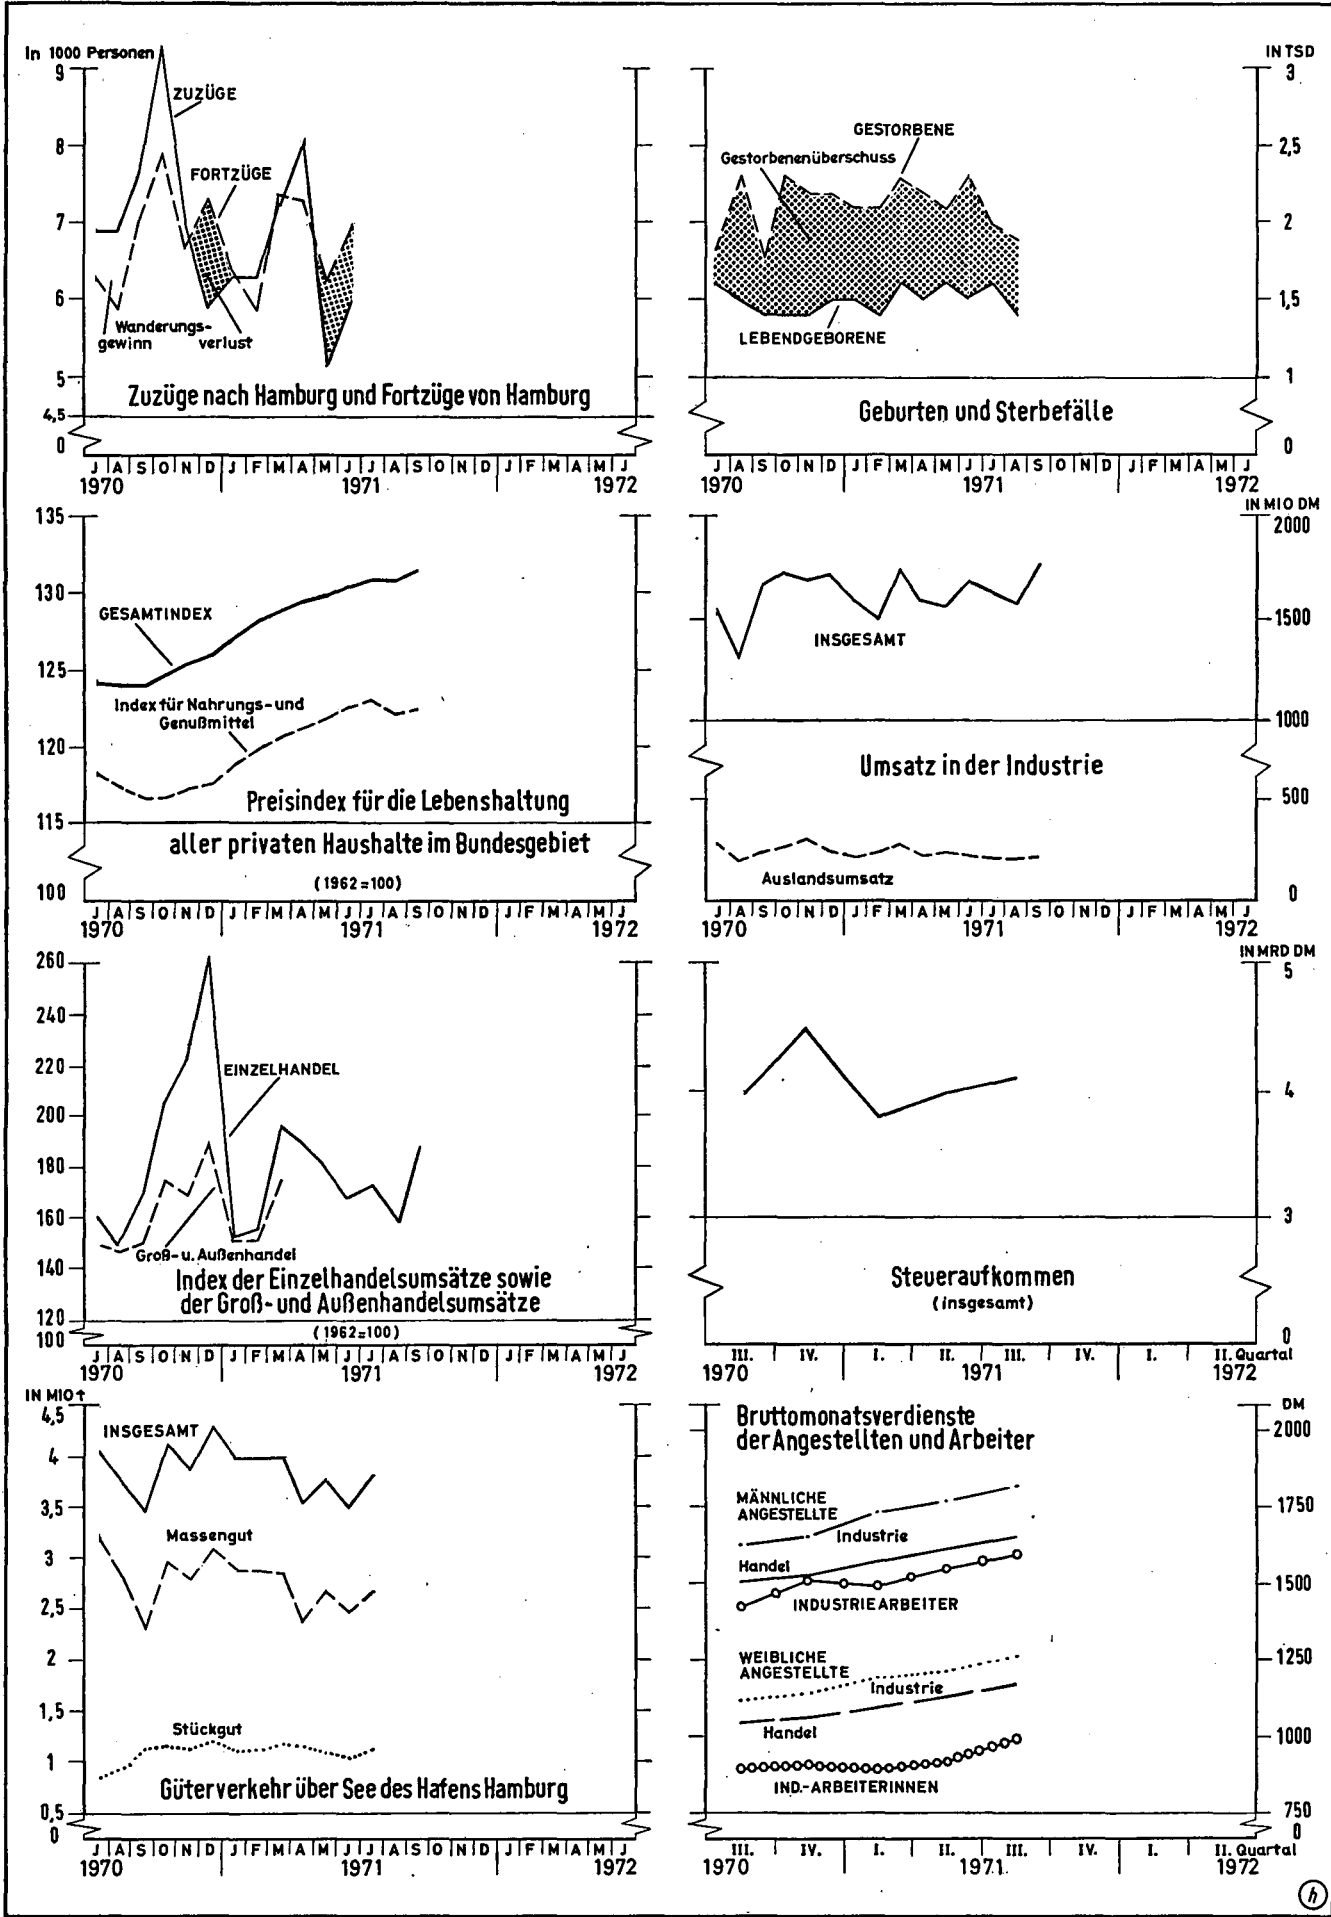 In 1000 Personen
9
8
7
6
5
4,5
0
ZUZÜGE
FORTZÜGE
Wanderungs-
gewinn verlust
Zuzüge nach Hamburg und Fortzüge von Hamburg
J A S O N D J F M A M J J A S O N D J F M A M J
1970 1971 1972
IN TSD
3
2,5
2
1,5
1
0
GESTORBENE
Gestorbenenüberschuss
LEBENDGEBORENE
Geburten und Sterbefälle
J A S O N D J F M A M J J A S O N D J F M A M J
1970 1971 1972
135
130
125
120
115
100
GESAMTINDEX
Index für Nahrungs- und
Genußmittel
Preisindex für die Lebenshaltung
aller privaten Haushalte im Bundesgebiet
(1962=100)
J A S O N D J F M A M J J A S O N D J F M A M J
1970 1971 1972
IN MIO DM
2000
1500
1000
500
0
INSGESAMT
Umsatz in der Industrie
Auslandsumsatz
J A S O N D J F M A M J J A S O N D J F M A M J
1970 1971 1972
260
240
220
200
180
160
140
120
100
EINZELHANDEL
Groß- u. Außenhandel
Index der Einzelhandelsumsätze sowie
der Groß- und Außenhandelsumsätze
(1962=100)
J A S O N D J F M A M J J A S O N D J F M A M J
1970 1971 1972
IN MRD DM
5
4
3
0
Steueraufkommen
(insgesamt)
III. IV. I. II. III. IV. I. II. Quartal
1970 1971 1972
IN MIO t
4,5
4
3,5
3
2,5
2
1,5
1
0,5
0
INSGESAMT
Massengut
Stückgut
Güterverkehr über See des Hafens Hamburg
J A S O N D J F M A M J J A S O N D J F M A M J
1970 1971 1972
Bruttomonatsverdienste
der Angestellten und Arbeiter
DM
2000
1750
1500
1250
1000
750
0
MÄNNLICHE
ANGESTELLTE
Industrie
Handel
INDUSTRIEARBEITER
WEIBLICHE
ANGESTELLTE
Industrie
Handel
IND.-ARBEITERINNEN
III. IV. I. II. III. IV. I. II. Quartal
1970 1971 1972
h